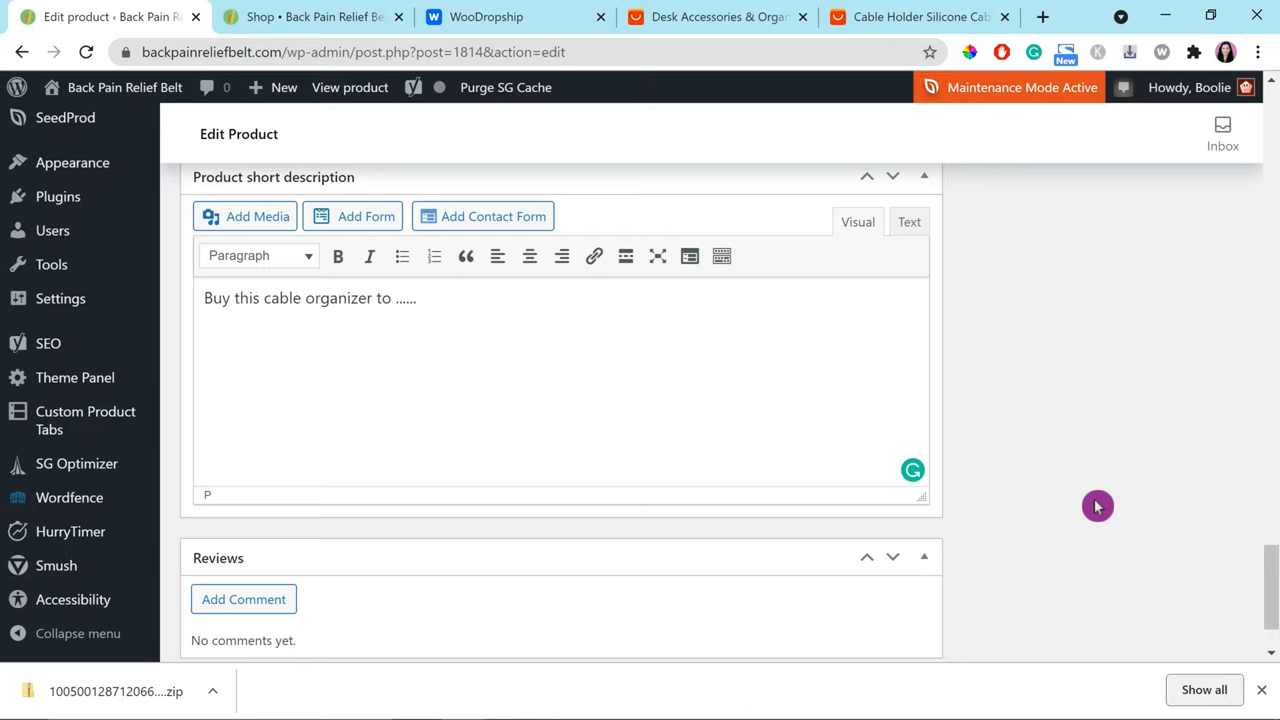 Edit product ‹ Back Pain R
Shop • Back Pain Relief Be
WooDropship
Desk Accessories & Organ
Cable Holder Silicone Cab
backpainreliefbelt.com/wp-admin/post.php?post=1814&action=edit
New
Back Pain Relief Belt
0
New
View product
Purge SG Cache
Maintenance Mode Active
Howdy, Boolie
SeedProd
Appearance
Plugins
Users
Tools
Settings
SEO
Theme Panel
Custom Product
Tabs
SG Optimizer
Wordfence
HurryTimer
Smush
Accessibility
Collapse menu
Edit Product
Inbox
Product short description
Add Media
Add Form
Add Contact Form
Visual
Text
Paragraph
Buy this cable organizer to ......
P
Reviews
Add Comment
No comments yet.
100500128712066....zip
Show all